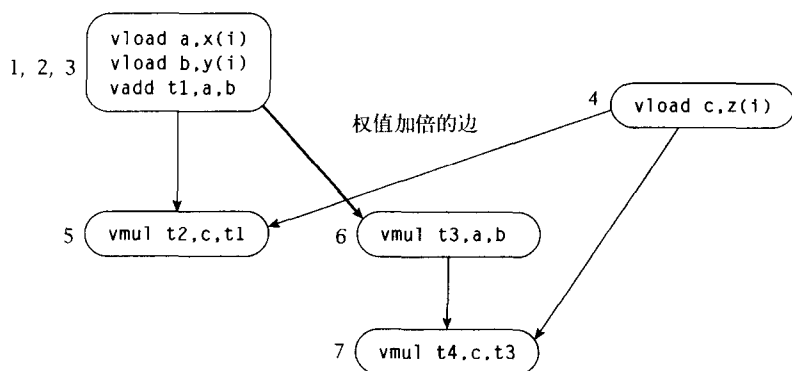 1, 2, 3
vload a,x(i)
vload b,y(i)
vadd t1,a,b
4
vload c,z(i)
权值加倍的边
5
vmul t2,c,t1
6
vmul t3,a,b
7
vmul t4,c,t3